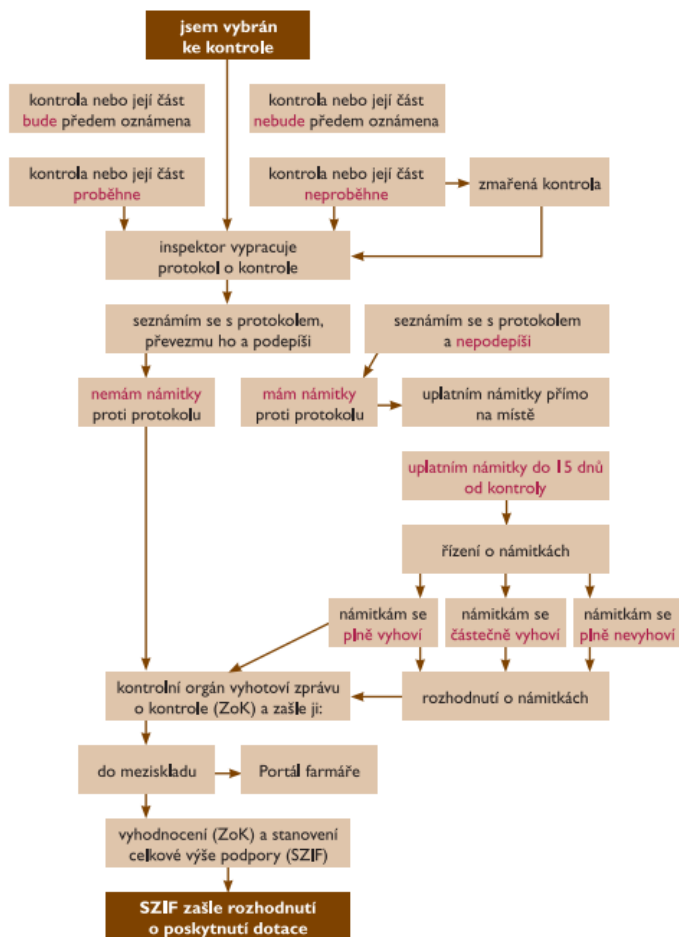 jsem vybrán
ke kontrole
kontrola nebo její část
bude předem oznámena
kontrola nebo její část
nebude předem oznámena
kontrola nebo její část
proběhne
kontrola nebo její část
neproběhne
zmařená kontrola
inspektor vypracuje
protokol o kontrole
seznámím se s protokolem,
převezmu ho a podepíši
seznámím se s protokolem
a nepodepíši
nemám námitky
proti protokolu
mám námitky
proti protokolu
uplatním námitky přímo
na místě
uplatním námitky do 15 dnů
od kontroly
řízení o námitkách
námitkám se
plně vyhoví
námitkám se
částečně vyhoví
námitkám se
plně nevyhoví
kontrolní orgán vyhotoví zprávu
o kontrole (ZoK) a zašle ji:
rozhodnutí o námitkách
do meziskladu
Portál farmáře
vyhodnocení (ZoK) a stanovení
celkové výše podpory (SZIF)
SZIF zašle rozhodnutí
o poskytnutí dotace